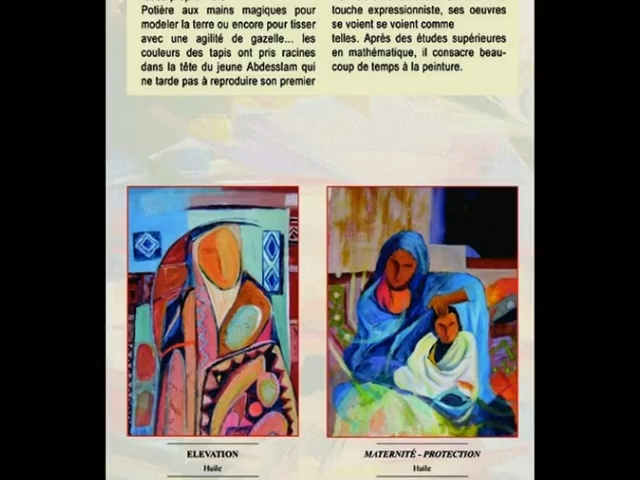 Potière aux mains magiques pour
modeler la terre ou encore pour tisser
avec une agilité de gazelle... les
couleurs des tapis ont pris racines
dans la tête du jeune Abdesslam qui
ne tarde pas à reproduire son premier
touche expressionniste, ses oeuvres
se voient se voient comme
telles. Après des études supérieures
en mathématique, il consacre beau-
coup de temps à la peinture.
ELEVATION
Huile
MATERNITÉ - PROTECTION
Huile